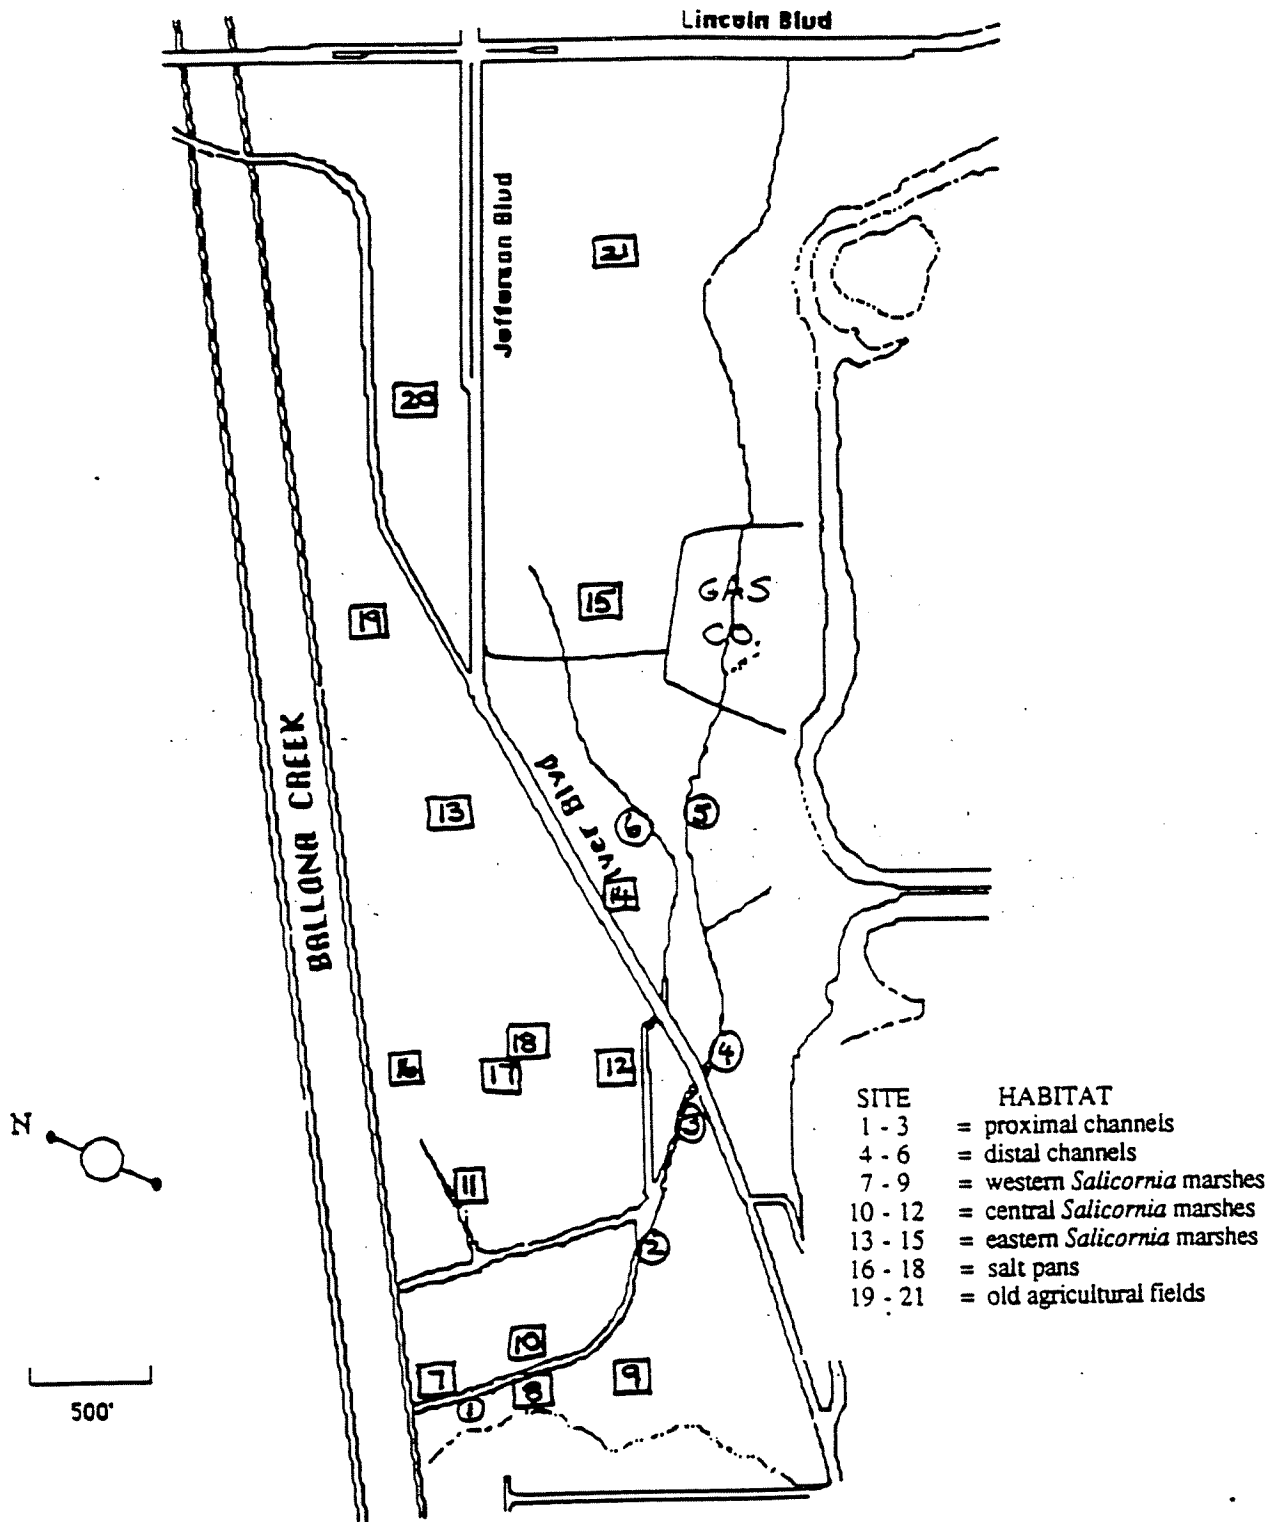 Lincoln Blvd
Jefferson Blvd
21
20
GAS
CO.
15
19
BALLONA CREEK
13
6
5
14
18
16
17
12
4
3
N
11
2
10
7
8
9
1
500'
SITE HABITAT
1 - 3 = proximal channels
4 - 6 = distal channels
7 - 9 = western Salicornia marshes
10 - 12 = central Salicornia marshes
13 - 15 = eastern Salicornia marshes
16 - 18 = salt pans
19 - 21 = old agricultural fields